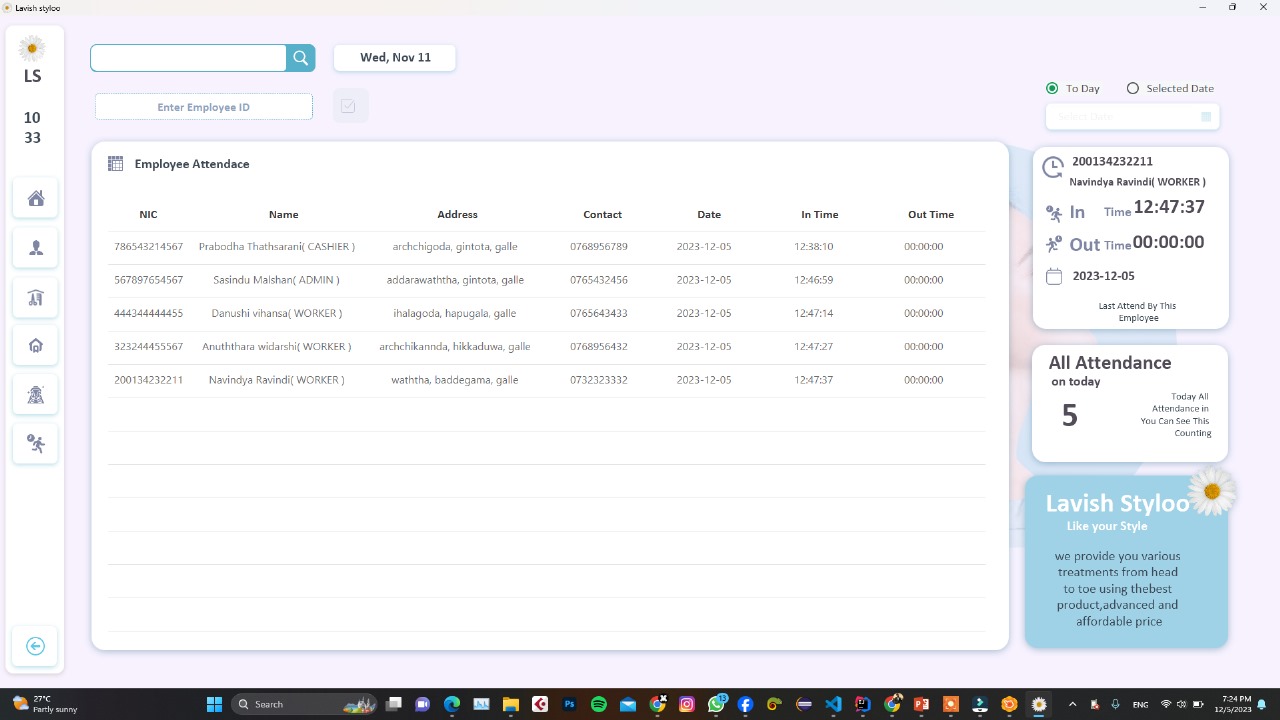 Lavish styloo
LS
10
33
Wed, Nov 11
Enter Employee ID
To Day
Selected Date
Select Date
Employee Attendace
NIC Name Address Contact Date In Time Out Time
786543214567 Prabodha Thathsarani( CASHIER ) archchigoda, gintota, galle 0768956789 2023-12-05 12:38:10 00:00:00
567897654567 Sasindu Malshan( ADMIN ) addarawaththa, gintota, galle 0765432456 2023-12-05 12:46:59 00:00:00
444344444455 Danushi vihansa( WORKER ) ihalagoda, hapugala, galle 0765643433 2023-12-05 12:47:14 00:00:00
323244455567 Anuththara widarshi( WORKER ) archchikannda, hikkaduwa, galle 0768956432 2023-12-05 12:47:27 00:00:00
200134232211 Navindya Ravindi( WORKER ) waththa, baddegama, galle 0732323332 2023-12-05 12:47:37 00:00:00
200134232211
Navindya Ravindi( WORKER )
In Time 12:47:37
Out Time 00:00:00
2023-12-05
Last Attend By This
Employee
All Attendance
on today
5
Today All
Attendance in
You Can See This
Counting
Lavish Styloo
Like your Style
we provide you various
treatments from head
to toe using thebest
product,advanced and
affordable price
27°C
Partly sunny
Search
13
7:24 PM
12/5/2023